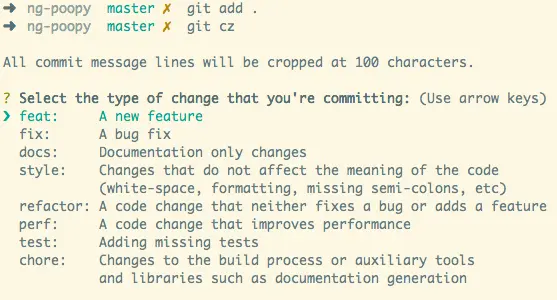 ➜ ng-poopy master ✗ git add .
➜ ng-poopy master ✗ git cz
All commit message lines will be cropped at 100 characters.
? Select the type of change that you're committing: (Use arrow keys)
❯ feat: A new feature
fix: A bug fix
docs: Documentation only changes
style: Changes that do not affect the meaning of the code
(white-space, formatting, missing semi-colons, etc)
refactor: A code change that neither fixes a bug or adds a feature
perf: A code change that improves performance
test: Adding missing tests
chore: Changes to the build process or auxiliary tools
and libraries such as documentation generation